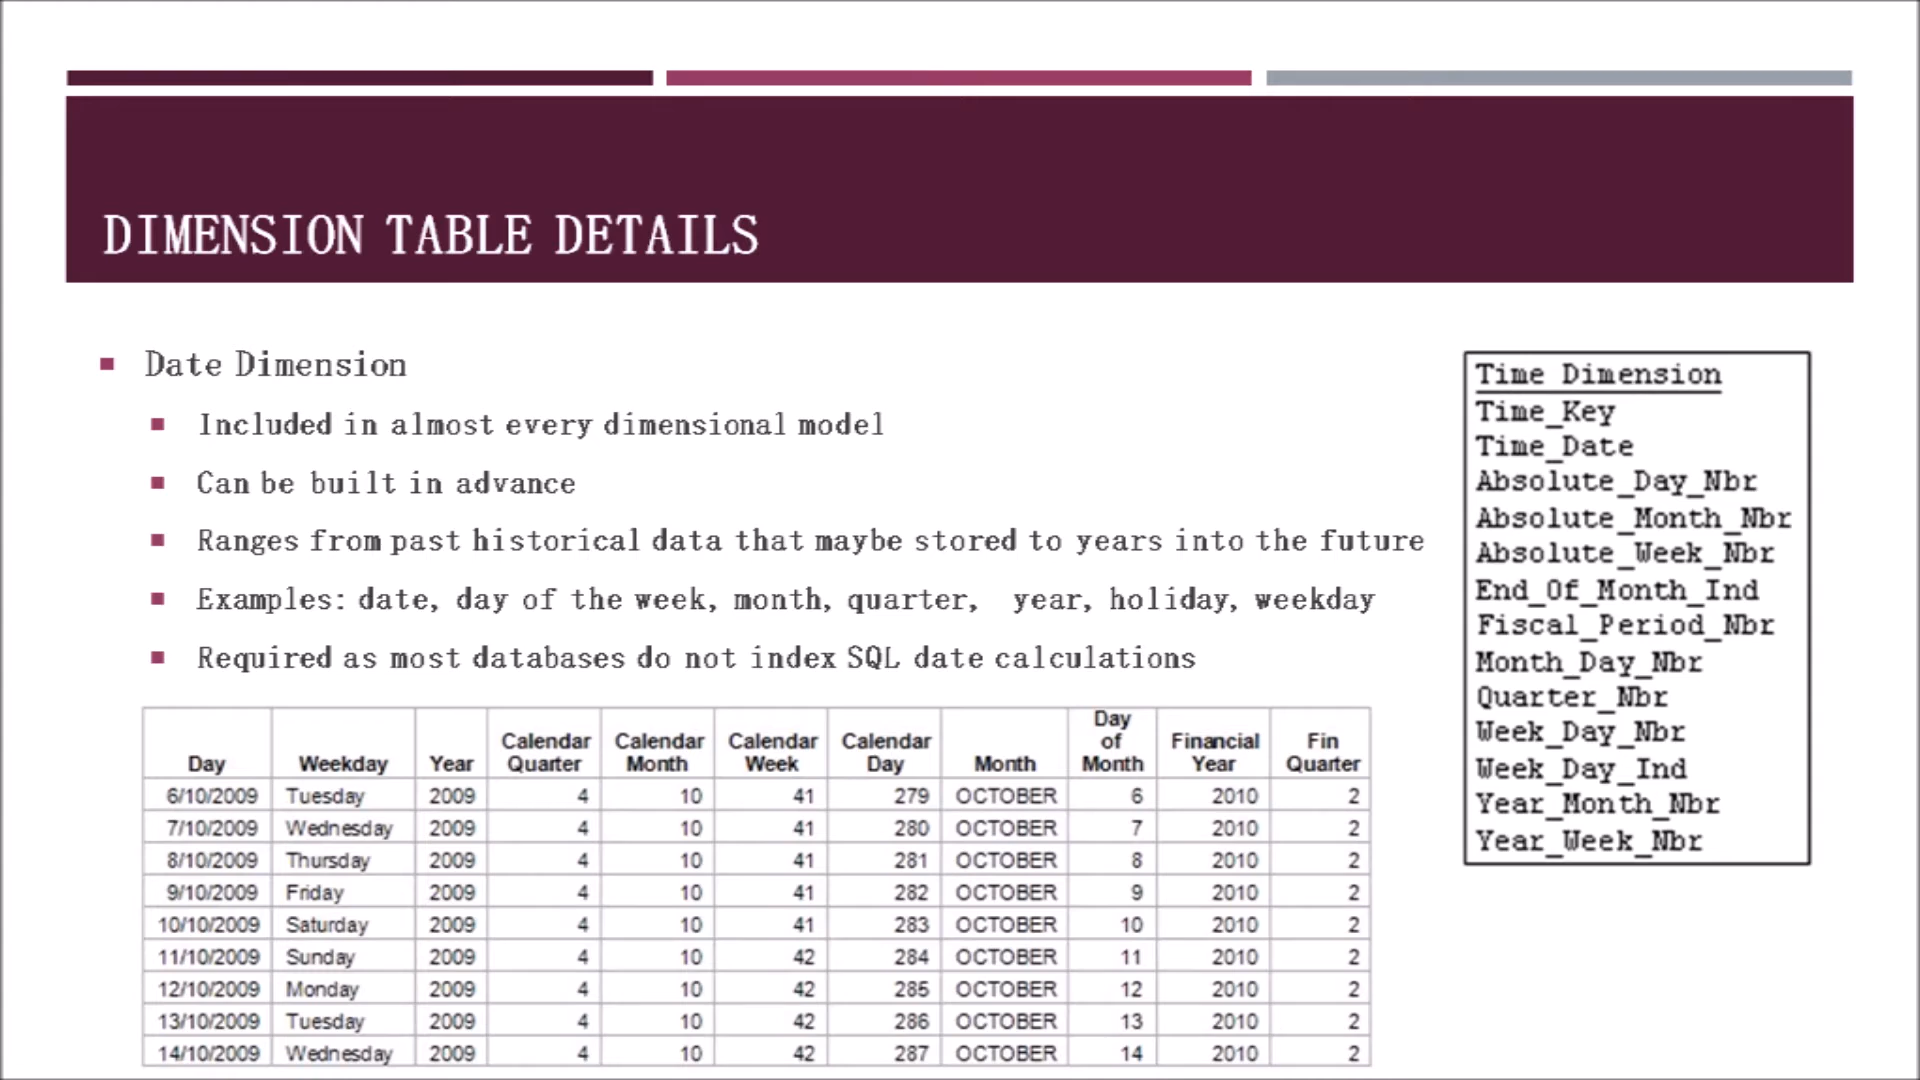 DIMENSION TABLE DETAILS
Date Dimension
Included in almost every dimensional model
Can be built in advance
Ranges from past historical data that maybe stored to years into the future
Examples: date, day of the week, month, quarter, year, holiday, weekday
Required as most databases do not index SQL date calculations
Time Dimension
Time_Key
Time_Date
Absolute_Day_Nbr
Absolute_Month_Nbr
Absolute_Week_Nbr
End_Of_Month_Ind
Fiscal_Period_Nbr
Month_Day_Nbr
Quarter_Nbr
Week_Day_Nbr
Week_Day_Ind
Year_Month_Nbr
Year_Week_Nbr
Day Weekday Year Calendar Quarter Calendar Month Calendar Week Calendar Day Month Day of Month Financial Year Fin Quarter
6/10/2009 Tuesday 2009 4 10 41 279 OCTOBER 6 2010 2
7/10/2009 Wednesday 2009 4 10 41 280 OCTOBER 7 2010 2
8/10/2009 Thursday 2009 4 10 41 281 OCTOBER 8 2010 2
9/10/2009 Friday 2009 4 10 41 282 OCTOBER 9 2010 2
10/10/2009 Saturday 2009 4 10 41 283 OCTOBER 10 2010 2
11/10/2009 Sunday 2009 4 10 42 284 OCTOBER 11 2010 2
12/10/2009 Monday 2009 4 10 42 285 OCTOBER 12 2010 2
13/10/2009 Tuesday 2009 4 10 42 286 OCTOBER 13 2010 2
14/10/2009 Wednesday 2009 4 10 42 287 OCTOBER 14 2010 2